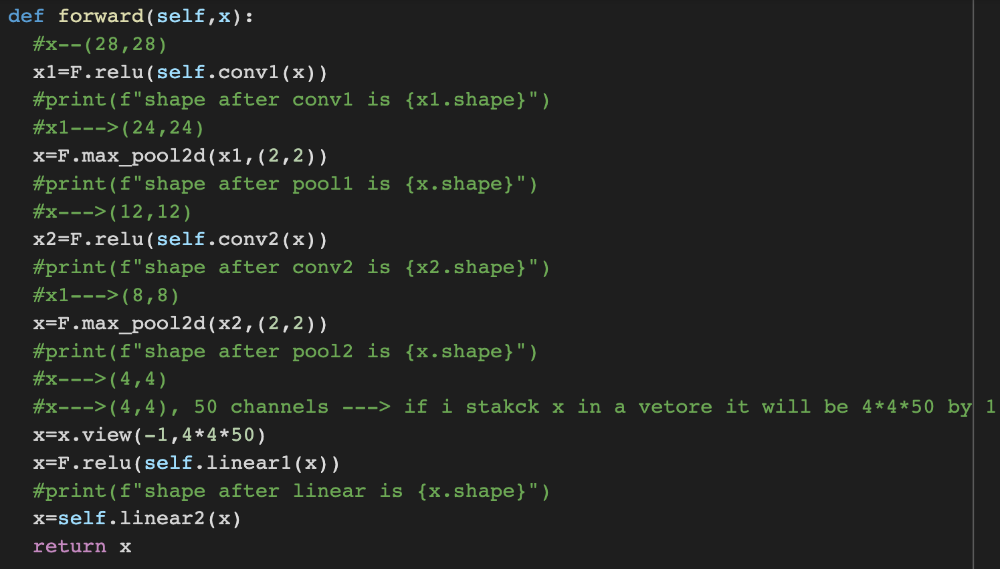 def forward(self,x):
#x--(28,28)
x1=F.relu(self.conv1(x))
#print(f"shape after conv1 is {x1.shape}")
#x1--->(24,24)
x=F.max_pool2d(x1,(2,2))
#print(f"shape after pool1 is {x.shape}")
#x--->(12,12)
x2=F.relu(self.conv2(x))
#print(f"shape after conv2 is {x2.shape}")
#x1--->(8,8)
x=F.max_pool2d(x2,(2,2))
#print(f"shape after pool2 is {x.shape}")
#x--->(4,4)
#x--->(4,4), 50 channels ---> if i stakck x in a vetore it will be 4*4*50 by 1
x=x.view(-1,4*4*50)
x=F.relu(self.linear1(x))
#print(f"shape after linear is {x.shape}")
x=self.linear2(x)
return x